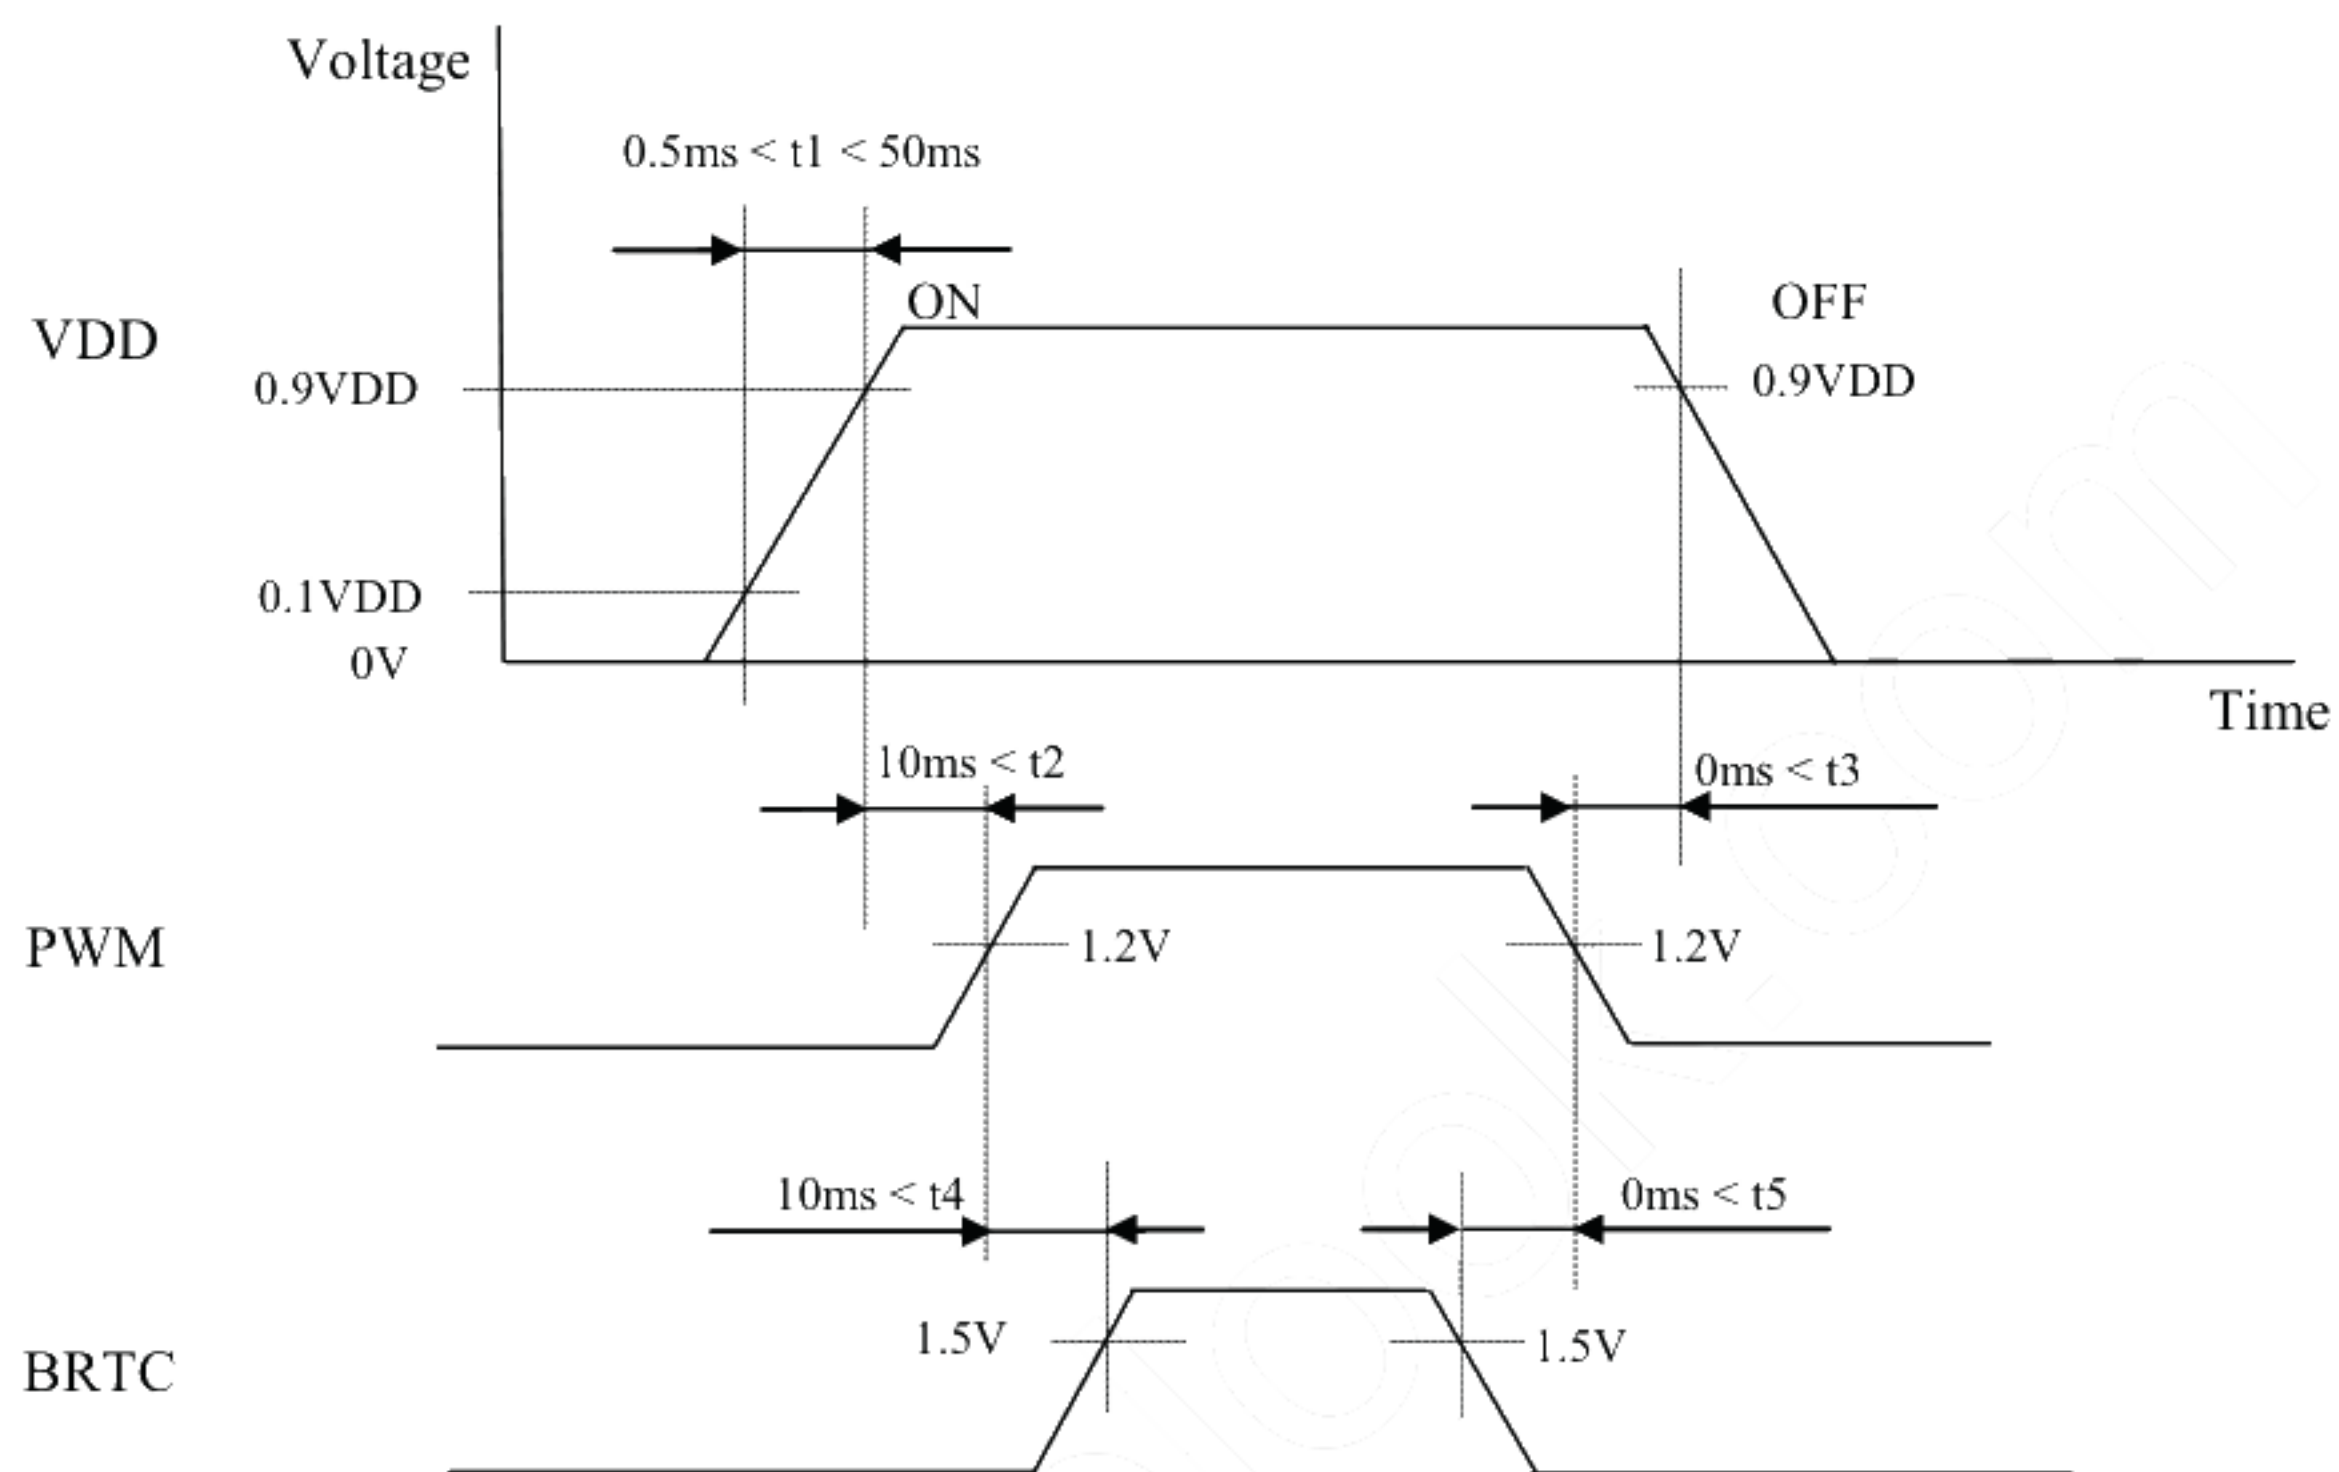 Voltage
0.5ms < t1 < 50ms
ON
OFF
VDD
0.9VDD
0.9VDD
0.1VDD
0V
Time
10ms < t2
0ms < t3
PWM
1.2V
1.2V
10ms < t4
0ms < t5
1.5V
1.5V
BRTC